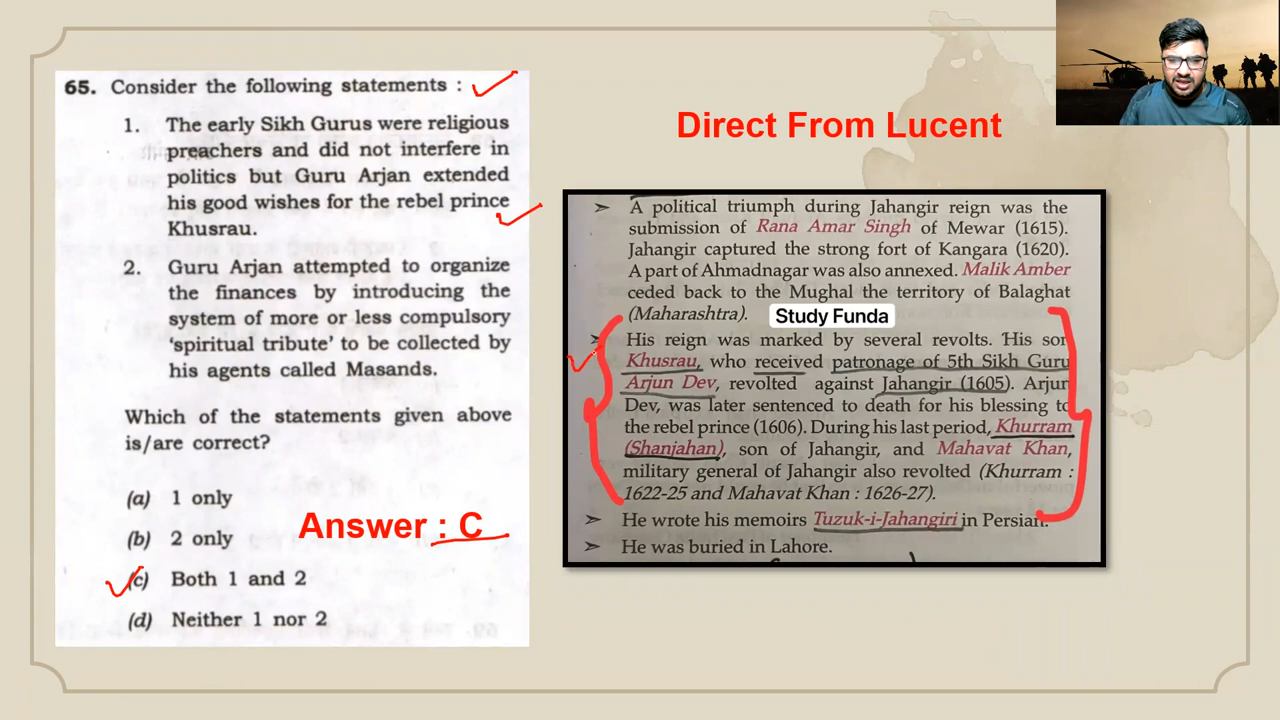 65. Consider the following statements :
1. The early Sikh Gurus were religious
preachers and did not interfere in
politics but Guru Arjan extended
his good wishes for the rebel prince
Khusrau.
2. Guru Arjan attempted to organize
the finances by introducing the
system of more or less compulsory
‘spiritual tribute’ to be collected by
his agents called Masands.
Which of the statements given above
is/are correct?
(a) 1 only
(b) 2 only
(c) Both 1 and 2
(d) Neither 1 nor 2
Answer : C
Direct From Lucent
➢ A political triumph during Jahangir reign was the
submission of Rana Amar Singh of Mewar (1615).
Jahangir captured the strong fort of Kangara (1620).
A part of Ahmadnagar was also annexed. Malik Amber
ceded back to the Mughal the territory of Balaghat
(Maharashtra).
Study Funda
➢ His reign was marked by several revolts. His son
Khusrau, who received patronage of 5th Sikh Guru
Arjun Dev, revolted against Jahangir (1605). Arjun
Dev, was later sentenced to death for his blessing to
the rebel prince (1606). During his last period, Khurram
(Shanjahan), son of Jahangir, and Mahavat Khan,
military general of Jahangir also revolted (Khurram :
1622-25 and Mahavat Khan : 1626-27).
➢ He wrote his memoirs Tuzuk-i-Jahangiri in Persian.
➢ He was buried in Lahore.